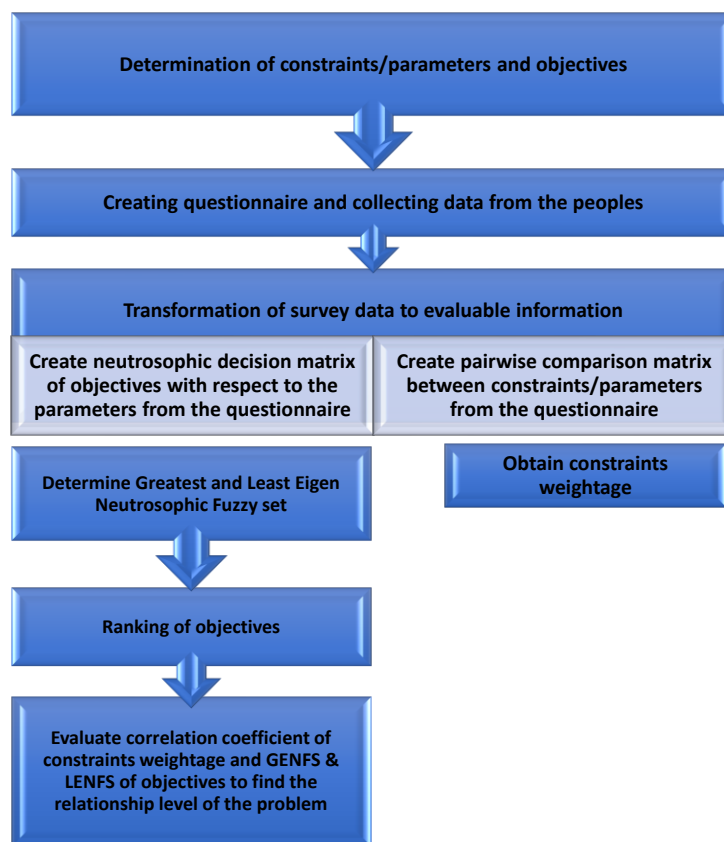 Determination of constraints/parameters and objectives
Creating questionnaire and collecting data from the peoples
Transformation of survey data to evaluable information
Create neutrosophic decision matrix
of objectives with respect to the
parameters from the questionnaire
Create pairwise comparison matrix
between constraints/parameters
from the questionnaire
Determine Greatest and Least Eigen
Neutrosophic Fuzzy set
Obtain constraints
weightage
Ranking of objectives
Evaluate correlation coefficient of
constraints weightage and GENFS &
LENFS of objectives to find the
relationship level of the problem